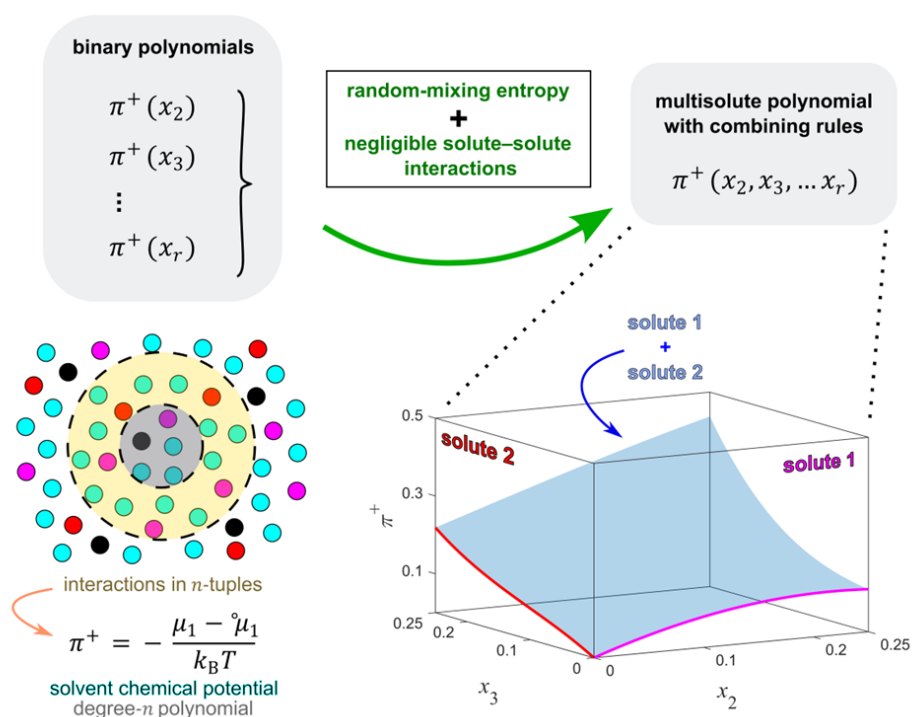 binary polynomials
π⁺(x₂)
π⁺(x₃)
⋮
π⁺(xᵣ)
random-mixing entropy
+
negligible solute–solute
interactions
multisolute polynomial
with combining rules
π⁺(x₂, x₃, … xᵣ)
interactions in n-tuples
π⁺ = − (μ₁ − °μ₁) / (k_B T)
solvent chemical potential
degree-n polynomial
solute 1
+
solute 2
solute 2
solute 1
0.5
0.3
0.1
π⁺
0.25
0.2
0.1
0
x₃
0
0.1
0.2
0.25
x₂